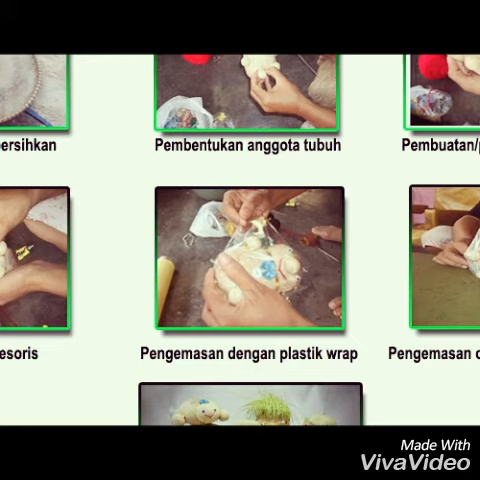 ersihkan
Pembentukan anggota tubuh
Pembuatan/
esoris
Pengemasan dengan plastik wrap
Pengemasan
Made With
VivaVideo